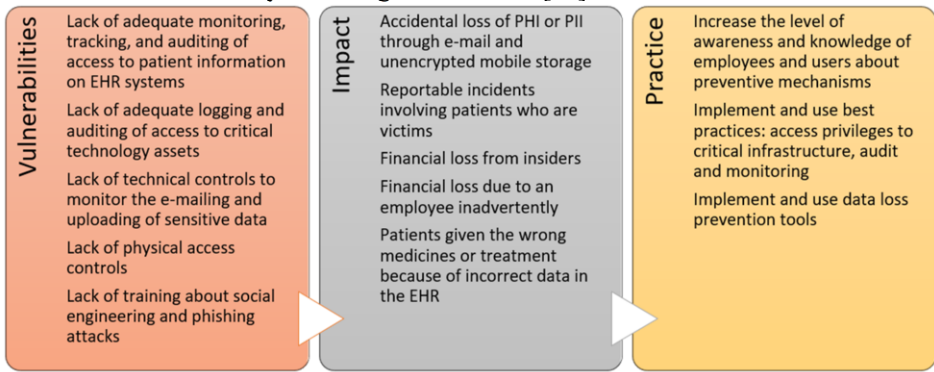 Vulnerabilities
Lack of adequate monitoring,
tracking, and auditing of
access to patient information
on EHR systems
Lack of adequate logging and
auditing of access to critical
technology assets
Lack of technical controls to
monitor the e-mailing and
uploading of sensitive data
Lack of physical access
controls
Lack of training about social
engineering and phishing
attacks
Impact
Accidental loss of PHI or PII
through e-mail and
unencrypted mobile storage
Reportable incidents
involving patients who are
victims
Financial loss from insiders
Financial loss due to an
employee inadvertently
Patients given the wrong
medicines or treatment
because of incorrect data in
the EHR
Practice
Increase the level of
awareness and knowledge of
employees and users about
preventive mechanisms
Implement and use best
practices: access privileges to
critical infrastructure, audit
and monitoring
Implement and use data loss
prevention tools